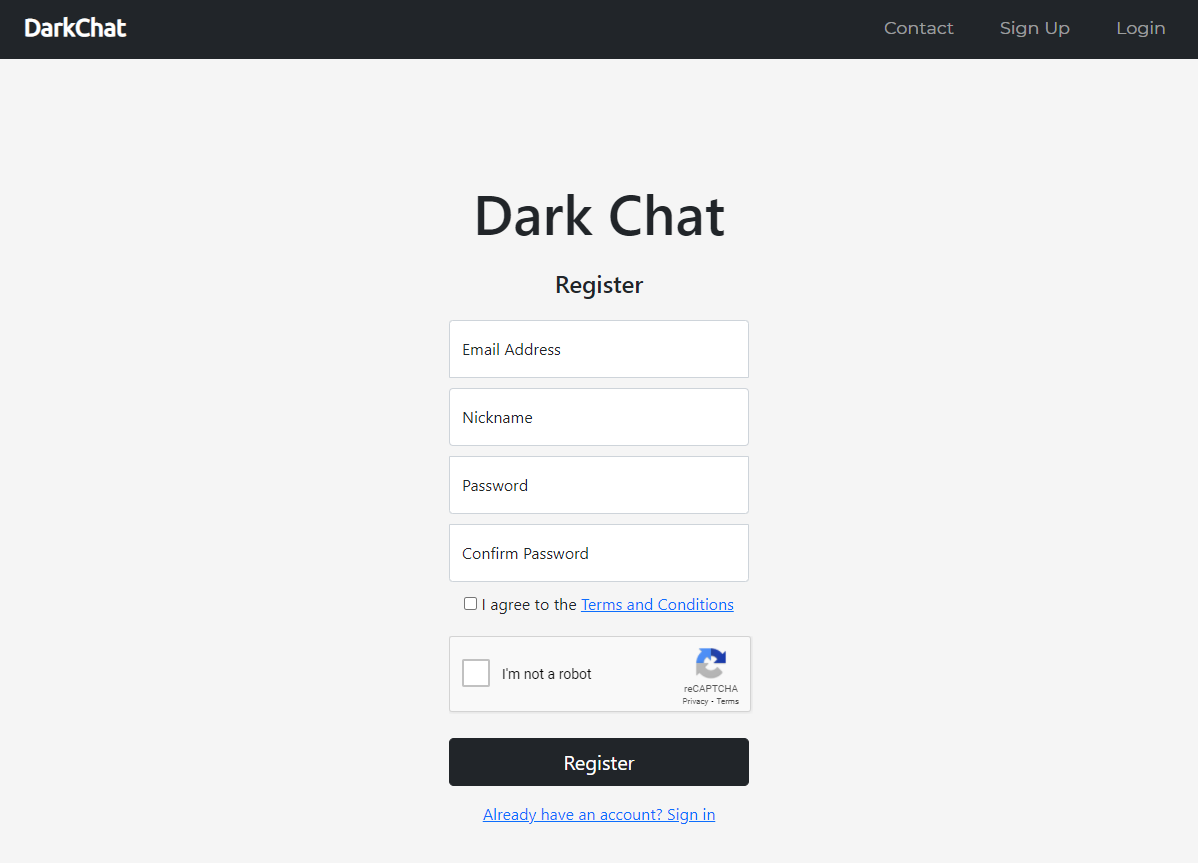 DarkChat
Contact Sign Up Login
Dark Chat
Register
Email Address
Nickname
Password
Confirm Password
I agree to the Terms and Conditions
I'm not a robot
reCAPTCHA
Privacy - Terms
Register
Already have an account? Sign in